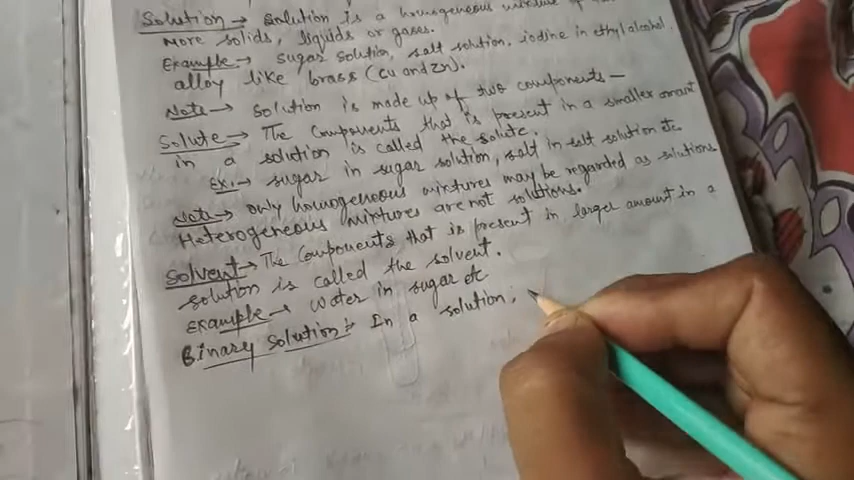 Solution → Solution is a homogeneous mixture of
more solids, liquids or gases.
Example → sugar solution, salt solution, iodine in ethyl alcohol,
alloy like brass (Cu and Zn).
Note → solution is made up of two components —
Solute → The components that is present in a smaller amount
in a solution is called the solute.
Ex. → sugar in sugar solution, salt in salt solution etc
Note → only homogeneous mixtures may be regarded as solutions.
Heterogeneous mixtures are not solutions.
Solvent → The components that is present in larger amount in a
solution is called the solvent.
Example → Water in sugar etc
Binary Solution :- In a solution,